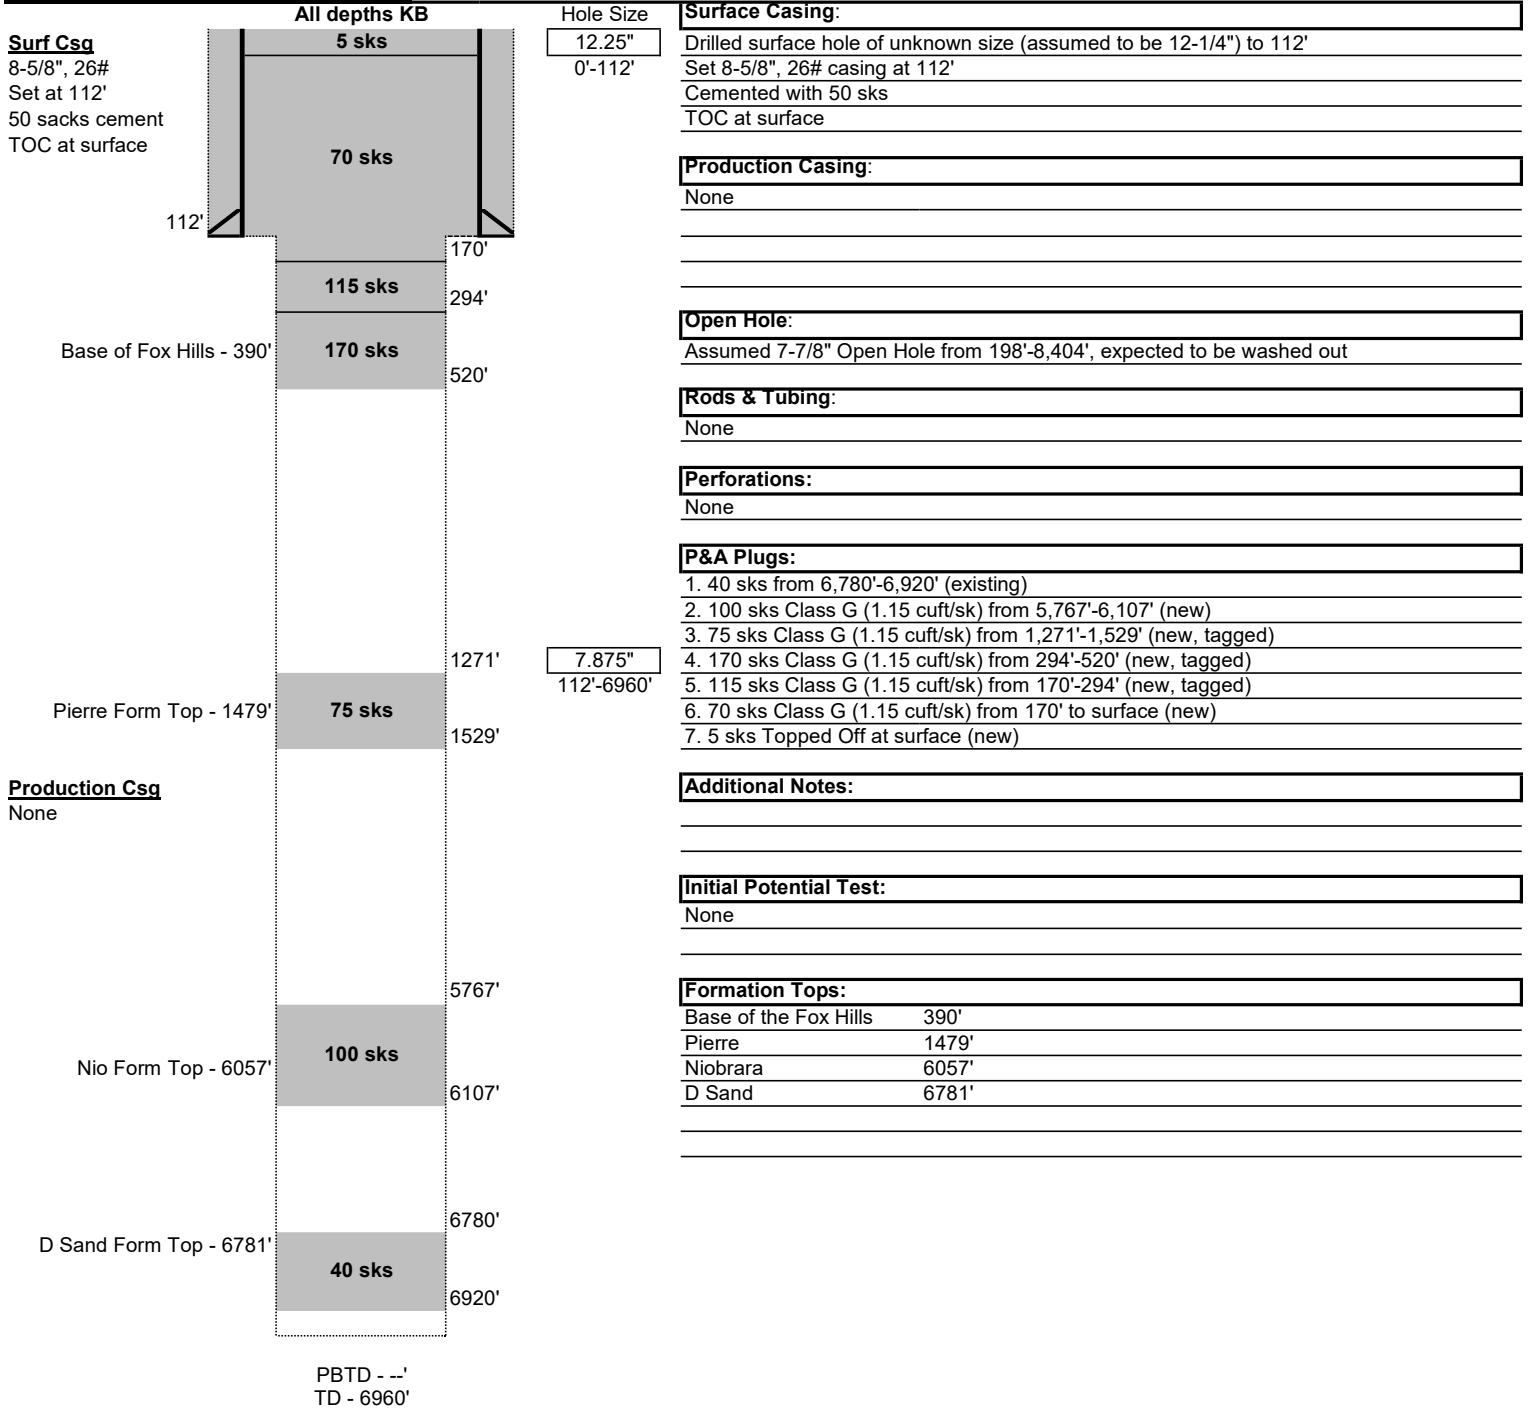 All depths KB
Hole Size
Surf Csg
8-5/8", 26#
Set at 112'
50 sacks cement
TOC at surface
5 sks
12.25"
0'-112'
70 sks
112'
170'
115 sks
294'
Base of Fox Hills - 390'
170 sks
520'
1271'
7.875"
112'-6960'
Pierre Form Top - 1479'
75 sks
1529'
Production Csg
None
5767'
Nio Form Top - 6057'
100 sks
6107'
6780'
D Sand Form Top - 6781'
40 sks
6920'
PBTD - --'
TD - 6960'
Surface Casing:
Drilled surface hole of unknown size (assumed to be 12-1/4") to 112'
Set 8-5/8", 26# casing at 112'
Cemented with 50 sks
TOC at surface
Production Casing:
None
Open Hole:
Assumed 7-7/8" Open Hole from 198'-8,404', expected to be washed out
Rods & Tubing:
None
Perforations:
None
P&A Plugs:
1. 40 sks from 6,780'-6,920' (existing)
2. 100 sks Class G (1.15 cuft/sk) from 5,767'-6,107' (new)
3. 75 sks Class G (1.15 cuft/sk) from 1,271'-1,529' (new, tagged)
4. 170 sks Class G (1.15 cuft/sk) from 294'-520' (new, tagged)
5. 115 sks Class G (1.15 cuft/sk) from 170'-294' (new, tagged)
6. 70 sks Class G (1.15 cuft/sk) from 170' to surface (new)
7. 5 sks Topped Off at surface (new)
Additional Notes:
Initial Potential Test:
None
Formation Tops:
Base of the Fox Hills 390'
Pierre 1479'
Niobrara 6057'
D Sand 6781'